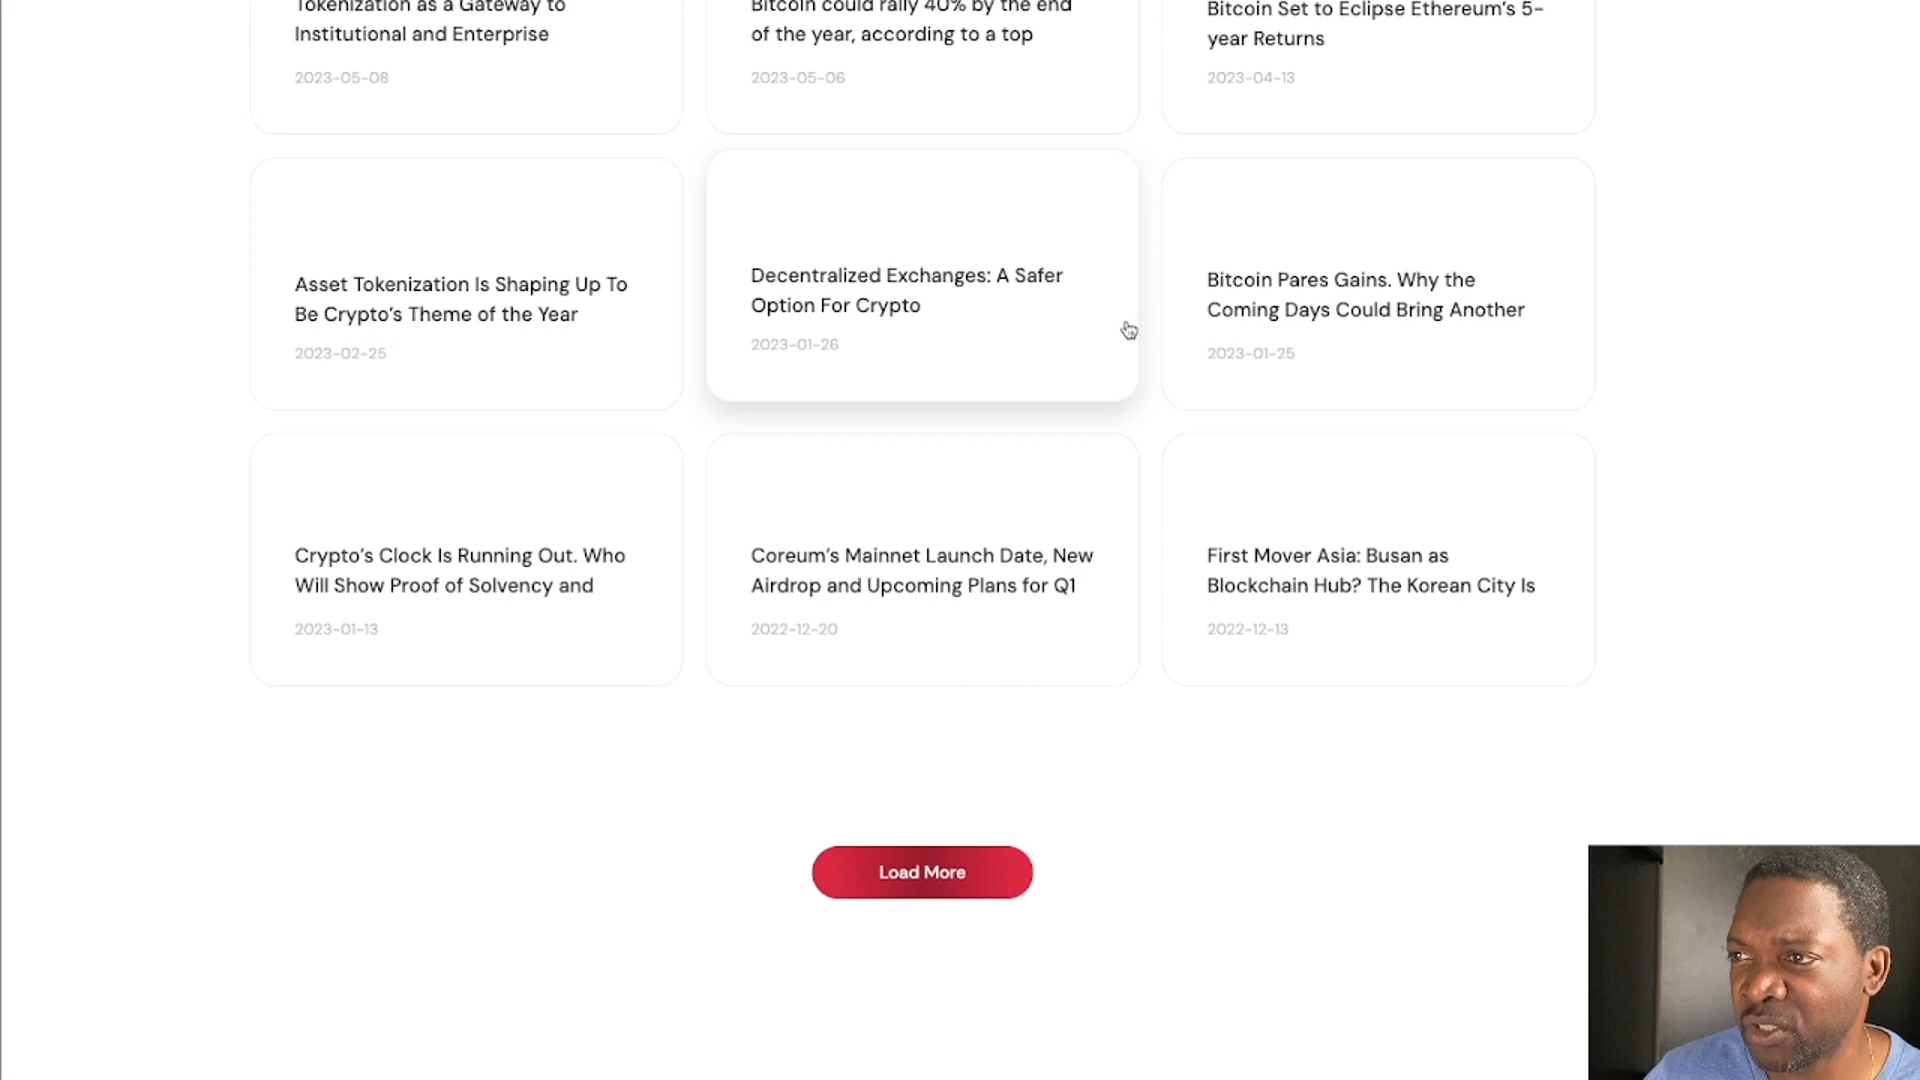 Tokenization as a Gateway to
Institutional and Enterprise
2023-05-08
Bitcoin could rally 40% by the end
of the year, according to a top
2023-05-06
Bitcoin Set to Eclipse Ethereum's 5-
year Returns
2023-04-13
Asset Tokenization Is Shaping Up To
Be Crypto's Theme of the Year
2023-02-25
Decentralized Exchanges: A Safer
Option For Crypto
2023-01-26
Bitcoin Pares Gains. Why the
Coming Days Could Bring Another
2023-01-25
Crypto's Clock Is Running Out. Who
Will Show Proof of Solvency and
2023-01-13
Coreum's Mainnet Launch Date, New
Airdrop and Upcoming Plans for Q1
2022-12-20
First Mover Asia: Busan as
Blockchain Hub? The Korean City Is
2022-12-13
Load More